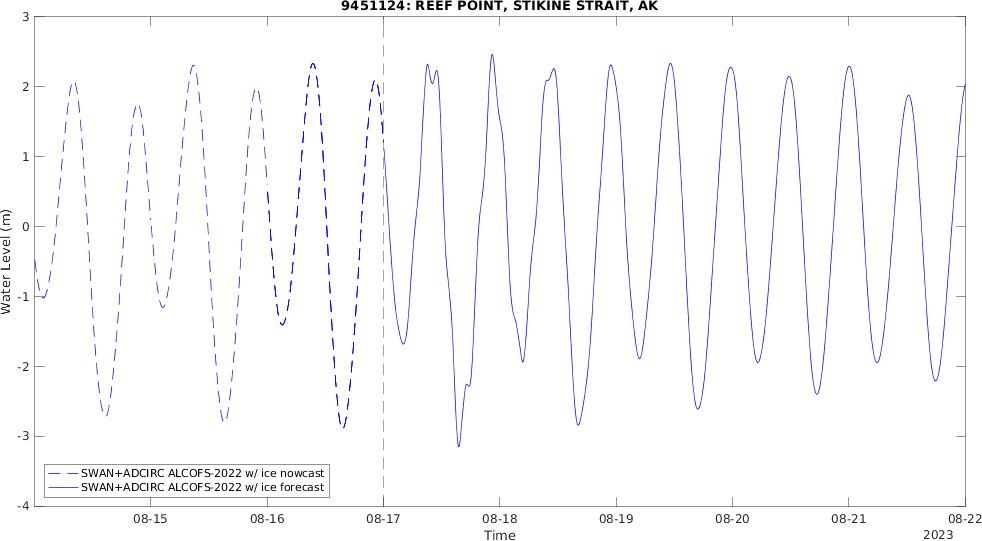 9451124: REEF POINT, STIKINE STRAIT, AK
3
2
1
0
-1
-2
-3
-4
Water Level (m)
SWAN+ADCIRC ALCOFS-2022 w/ ice nowcast
SWAN+ADCIRC ALCOFS-2022 w/ ice forecast
08-15 08-16 08-17 08-18 08-19 08-20 08-21 08-22
Time
2023